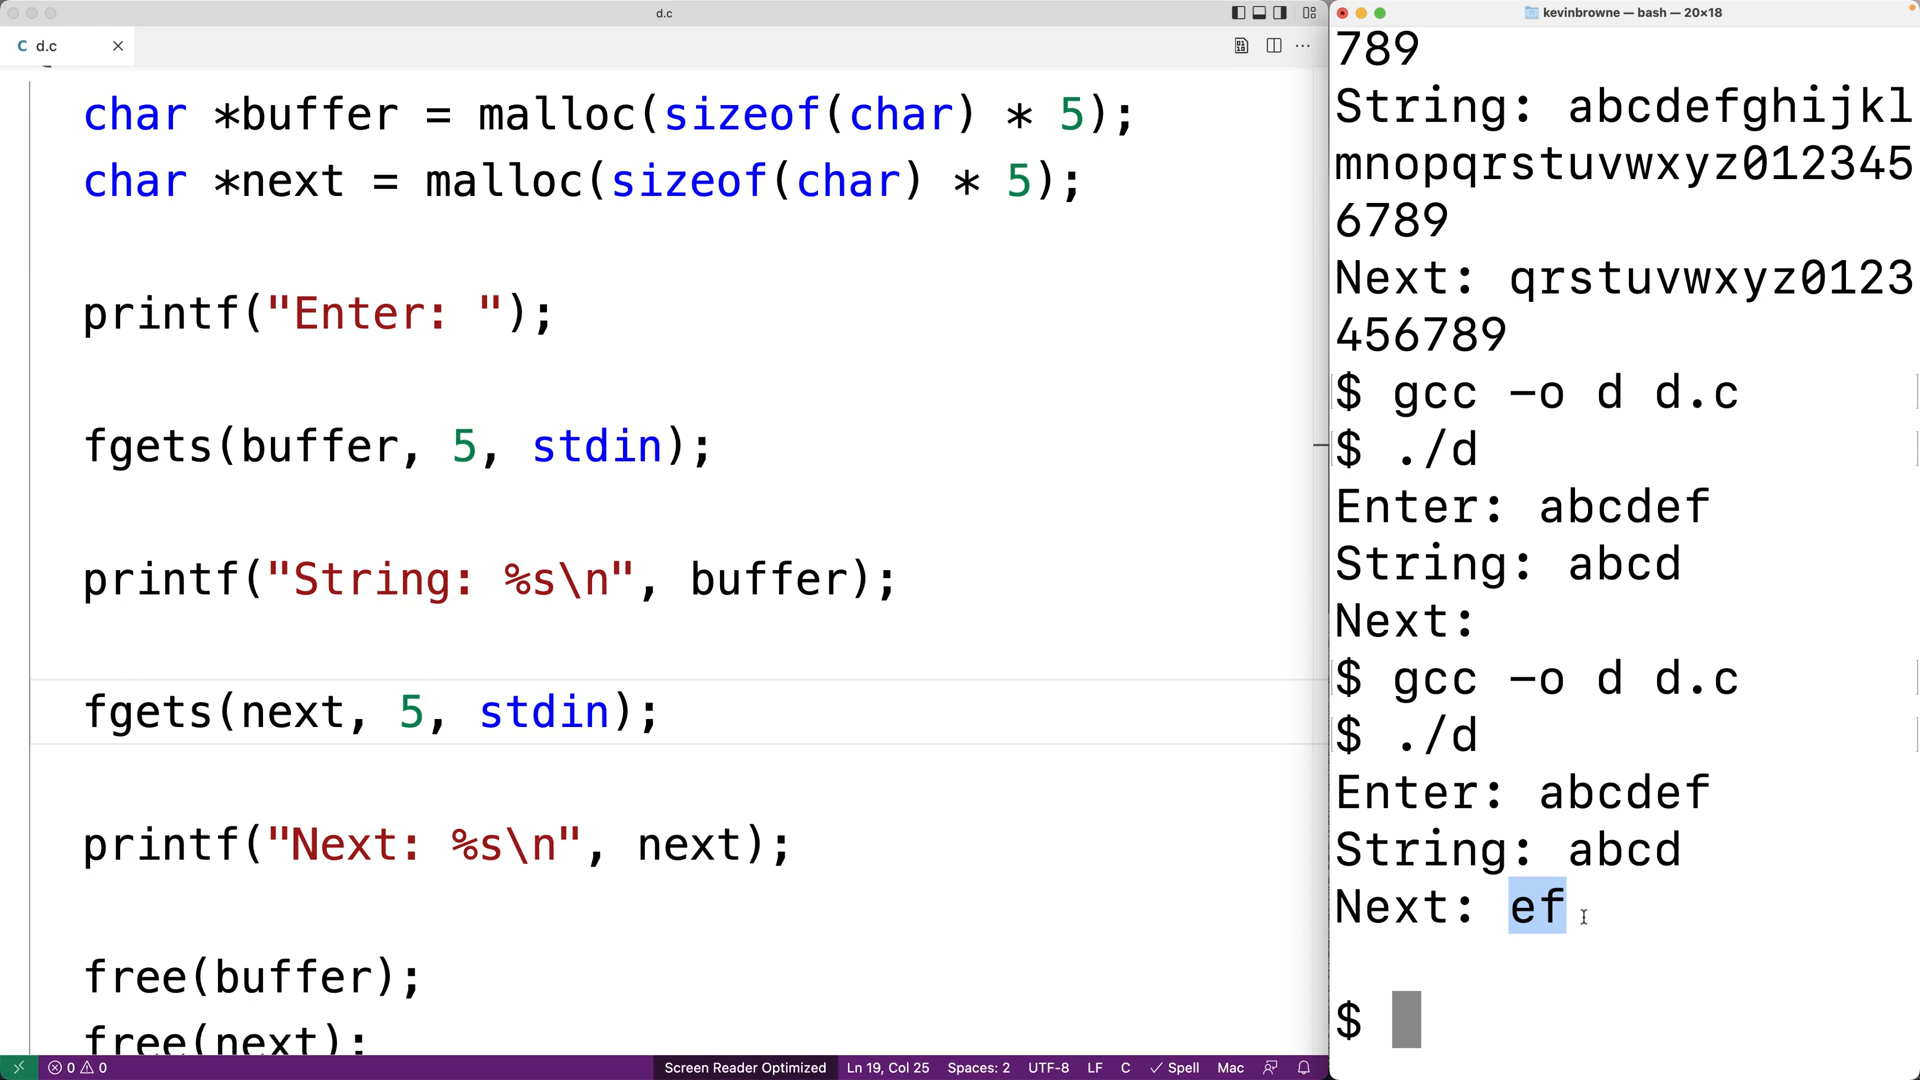 d.c
C d.c
char *buffer = malloc(sizeof(char) * 5);
char *next = malloc(sizeof(char) * 5);
printf("Enter: ");
fgets(buffer, 5, stdin);
printf("String: %s\n", buffer);
fgets(next, 5, stdin);
printf("Next: %s\n", next);
free(buffer);
free(next);
0 0
Screen Reader Optimized
Ln 19, Col 25
Spaces: 2
UTF-8
LF
C
Spell
Mac
kevinbrowne — bash — 20×18
789
String: abcdefghijkl
mnopqrstuvwxyz012345
6789
Next: qrstuvwxyz0123
456789
$ gcc -o d d.c
$ ./d
Enter: abcdef
String: abcd
Next:
$ gcc -o d d.c
$ ./d
Enter: abcdef
String: abcd
Next: ef
$